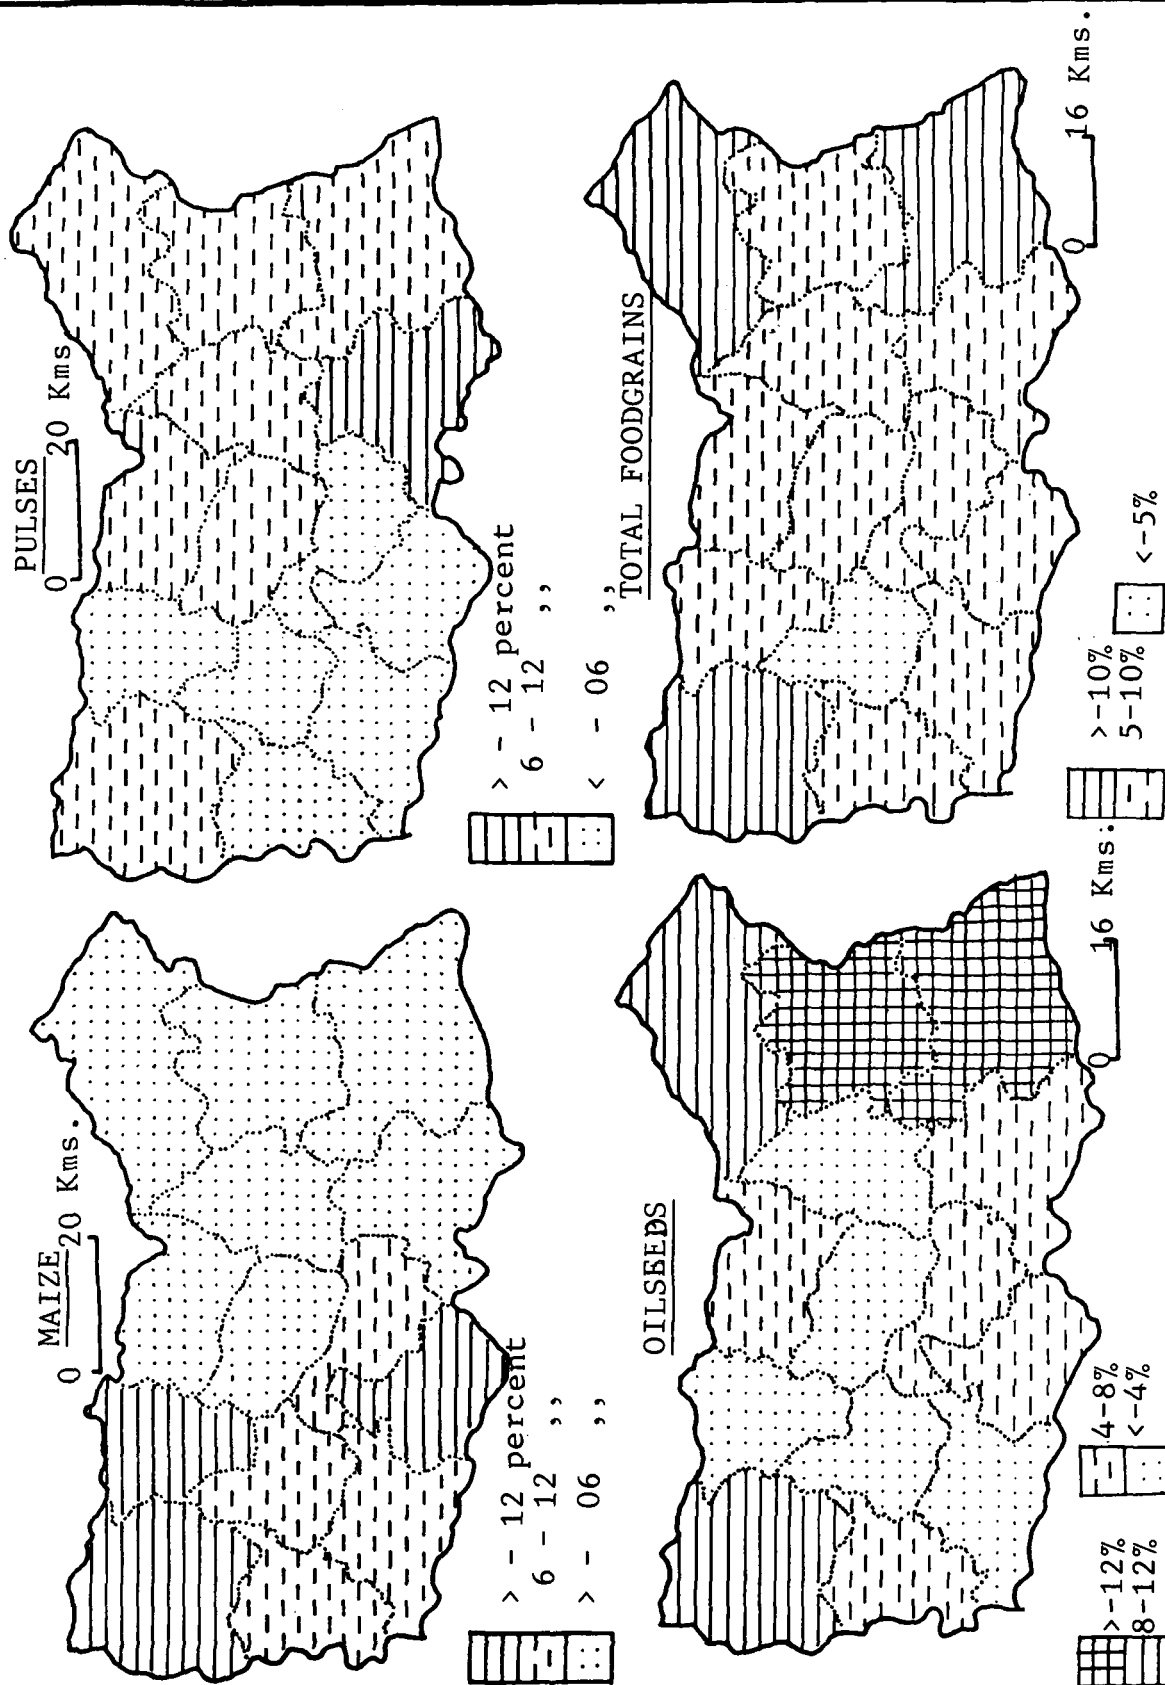 MAIZE
0 20 Kms.
> - 12 percent
6 - 12 ,,
> - 06 ,,
PULSES
0 20 Kms
> - 12 percent
6 - 12 ,,
< - 06 ,,
OILSEEDS
0 16 Kms.
>-12%
8-12%
4-8%
<-4%
TOTAL FOODGRAINS
0 16 Kms.
>-10%
5-10%
<-5%